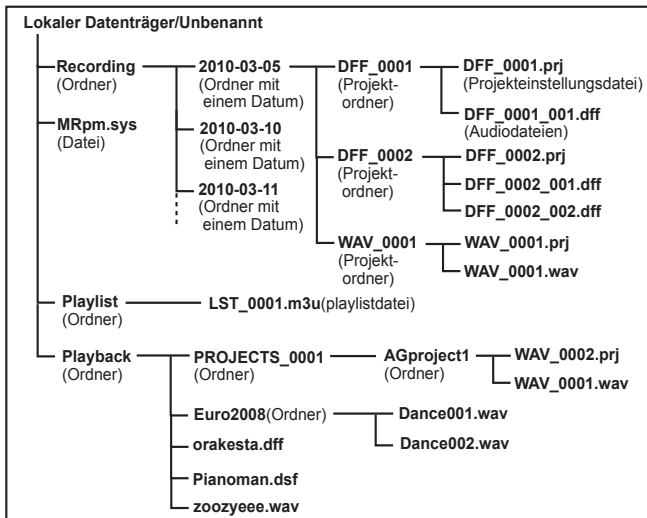 Lokaler Datenträger/Unbenannt
Recording
(Ordner)
2010-03-05
(Ordner mit
einem Datum)
DFF_0001
(Projekt-
ordner)
DFF_0001.prj
(Projekteinstellungsdatei)
DFF_0001_001.dff
(Audiodateien)
MRpm.sys
(Datei)
2010-03-10
(Ordner mit
einem Datum)
DFF_0002
(Projekt-
ordner)
DFF_0002.prj
DFF_0002_001.dff
DFF_0002_002.dff
2010-03-11
(Ordner mit
einem Datum)
WAV_0001
(Projekt-
ordner)
WAV_0001.prj
WAV_0001.wav
Playlist
(Ordner)
LST_0001.m3u(playlistdatei)
Playback
(Ordner)
PROJECTS_0001
(Ordner)
AGproject1
(Ordner)
WAV_0002.prj
WAV_0001.wav
Euro2008(Ordner)
Dance001.wav
Dance002.wav
orakesta.dff
Pianoman.dsf
zoozyeee.wav